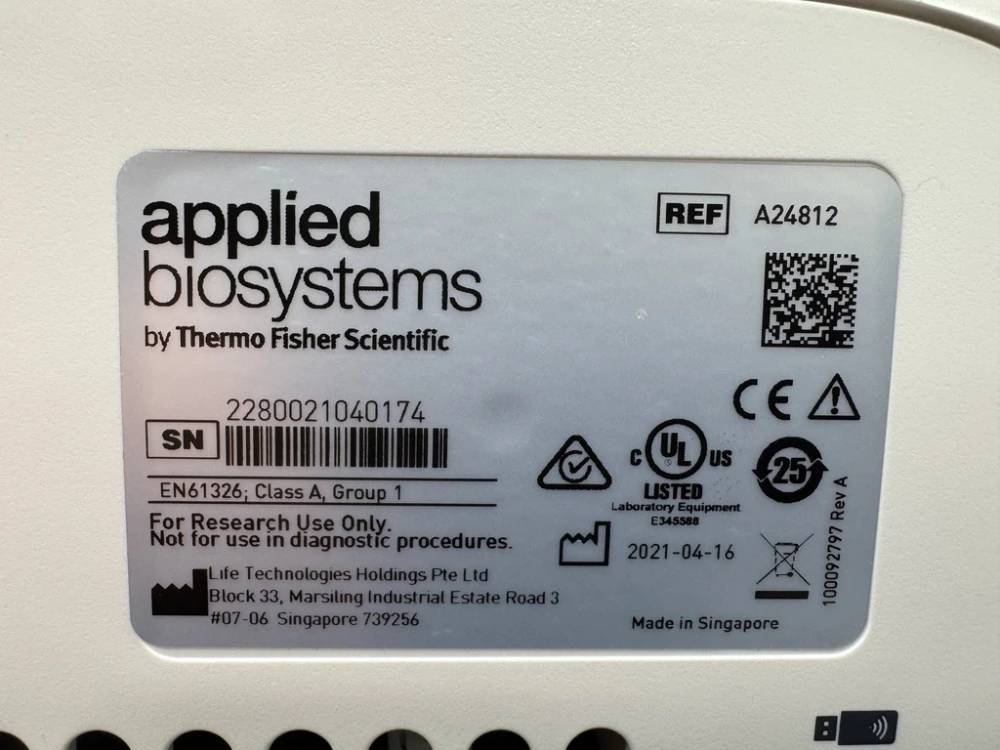 applied
biosystems
by Thermo Fisher Scientific
REF A24812
SN 2280021040174
EN61326; Class A, Group 1
For Research Use Only.
Not for use in diagnostic procedures.
Life Technologies Holdings Pte Ltd
Block 33, Marsiling Industrial Estate Road 3
#07-06 Singapore 739256
CE
C UL US
LISTED
Laboratory Equipment
E345588
25
2021-04-16
100092797 Rev A
Made in Singapore